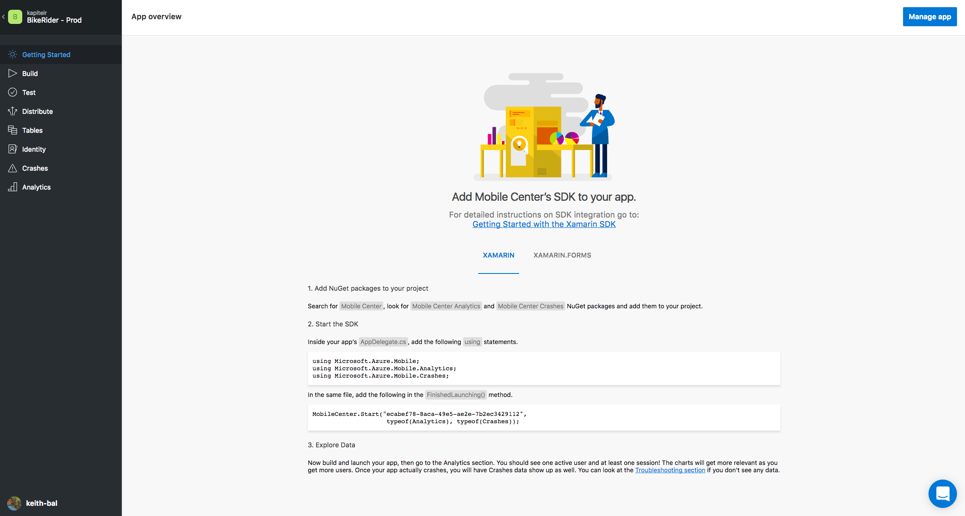 kapiteir
BikeRider - Prod
B
App overview
Manage app
Getting Started
Build
Test
Distribute
Tables
Identity
Crashes
Analytics
Add Mobile Center's SDK to your app.
For detailed instructions on SDK integration go to:
Getting Started with the Xamarin SDK
XAMARIN
XAMARIN.FORMS
1. Add NuGet packages to your project
Search for Mobile Center, look for Mobile Center Analytics and Mobile Center Crashes NuGet packages and add them to your project.
2. Start the SDK
Inside your app's AppDelegate.cs, add the following using statements.
using Microsoft.Azure.Mobile;
using Microsoft.Azure.Mobile.Analytics;
using Microsoft.Azure.Mobile.Crashes;
In the same file, add the following in the FinishedLaunching() method.
MobileCenter.Start("ecabef78-8aca-49e5-ae2e-7b2ec3429112",
typeof(Analytics), typeof(Crashes));
3. Explore Data
Now build and launch your app, then go to the Analytics section. You should see one active user and at least one session! The charts will get more relevant as you
get more users. Once your app actually crashes, you will have Crashes data show up as well. You can look at the Troubleshooting section if you don't see any data.
keith-bal